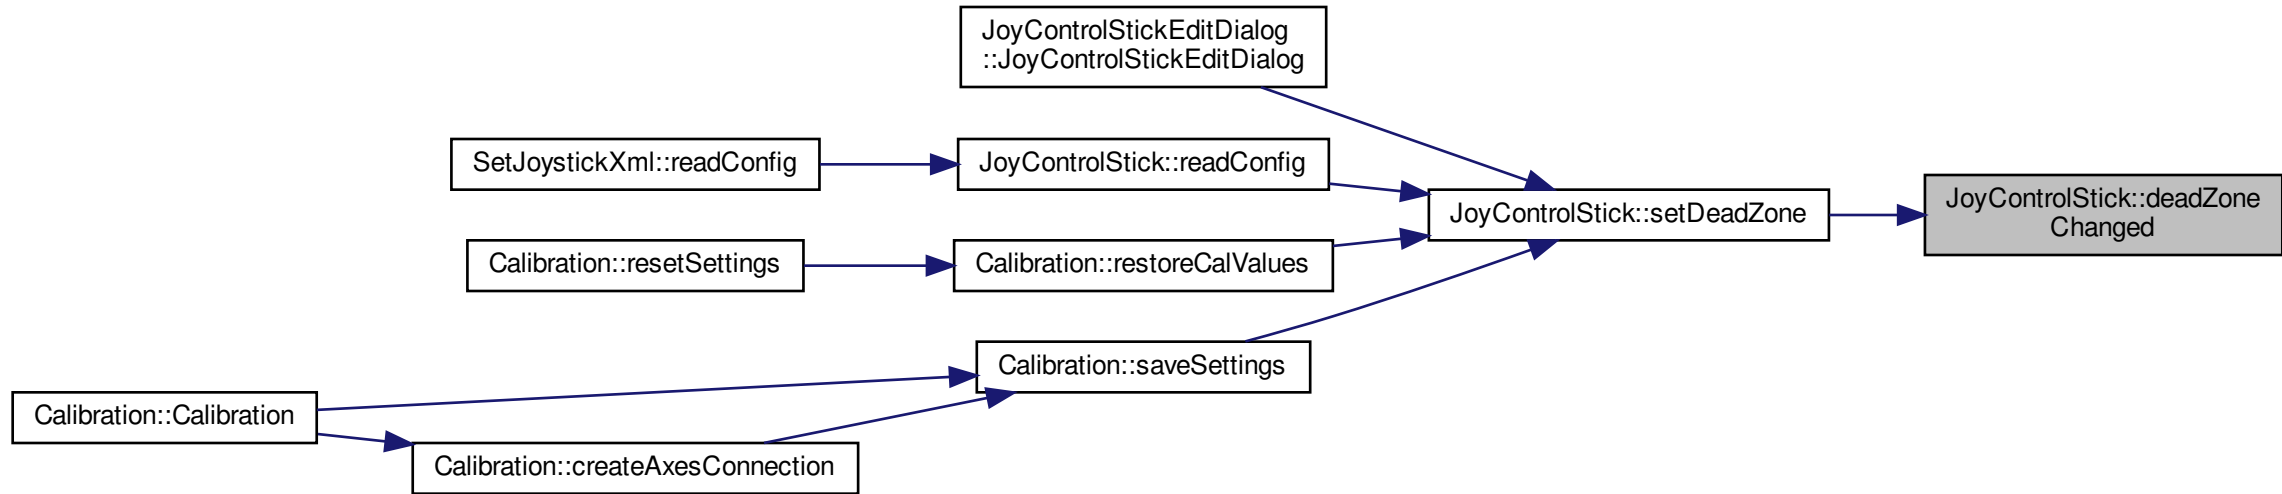 JoyControlStickEditDialog
::JoyControlStickEditDialog
SetJoystickXml::readConfig
JoyControlStick::readConfig
JoyControlStick::setDeadZone
JoyControlStick::deadZone
Changed
Calibration::resetSettings
Calibration::restoreCalValues
Calibration::saveSettings
Calibration::Calibration
Calibration::createAxesConnection